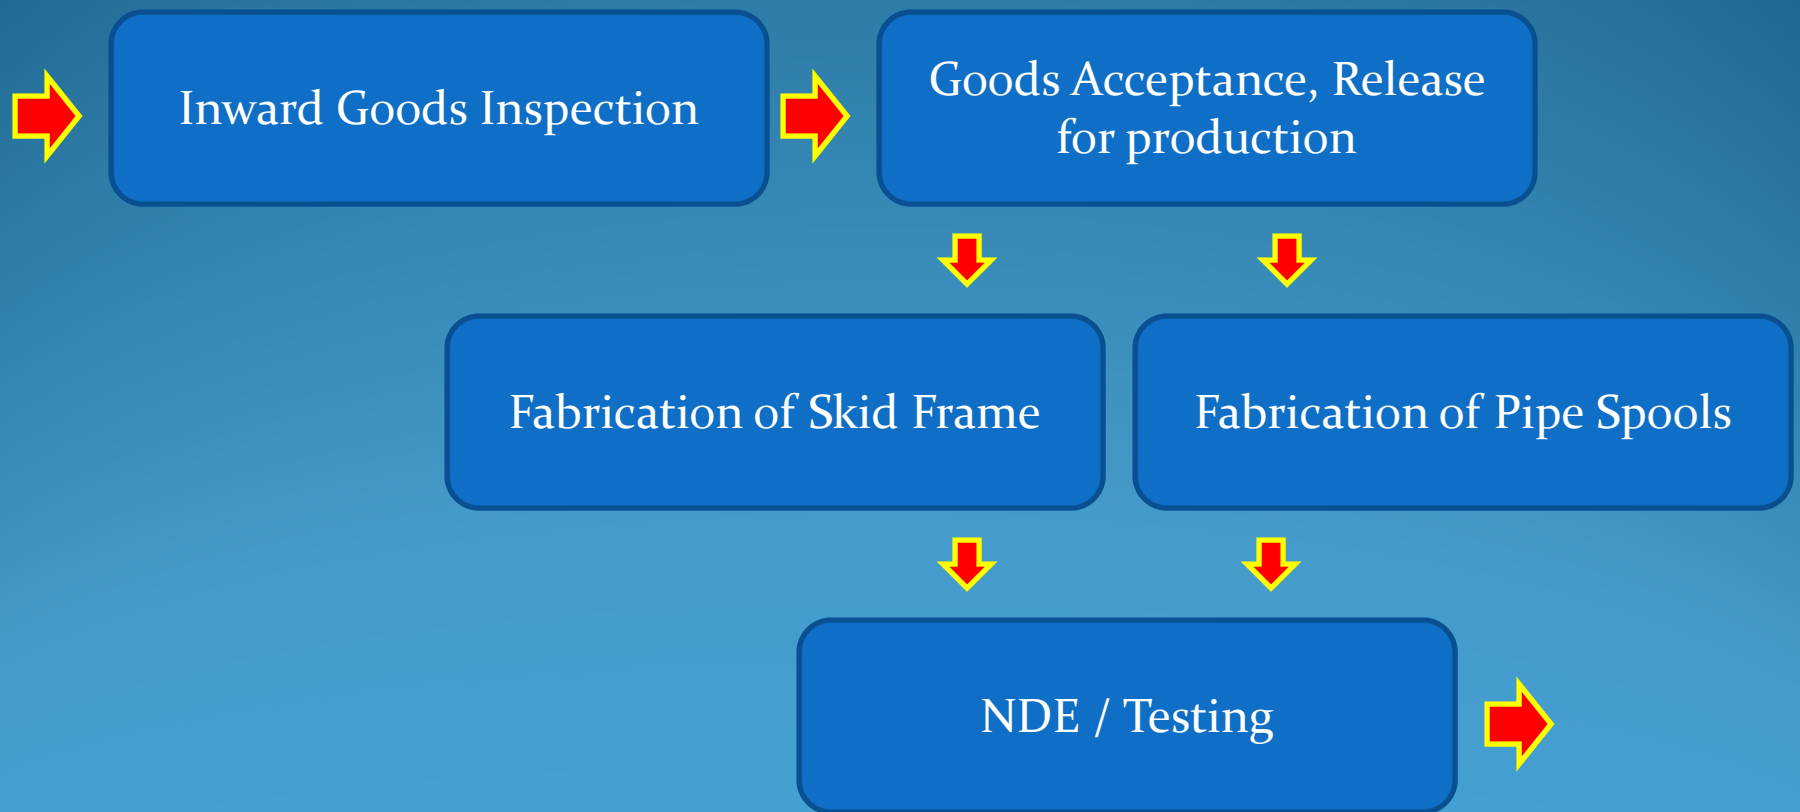 Inward Goods Inspection
Goods Acceptance, Release
for production
Fabrication of Skid Frame
Fabrication of Pipe Spools
NDE / Testing